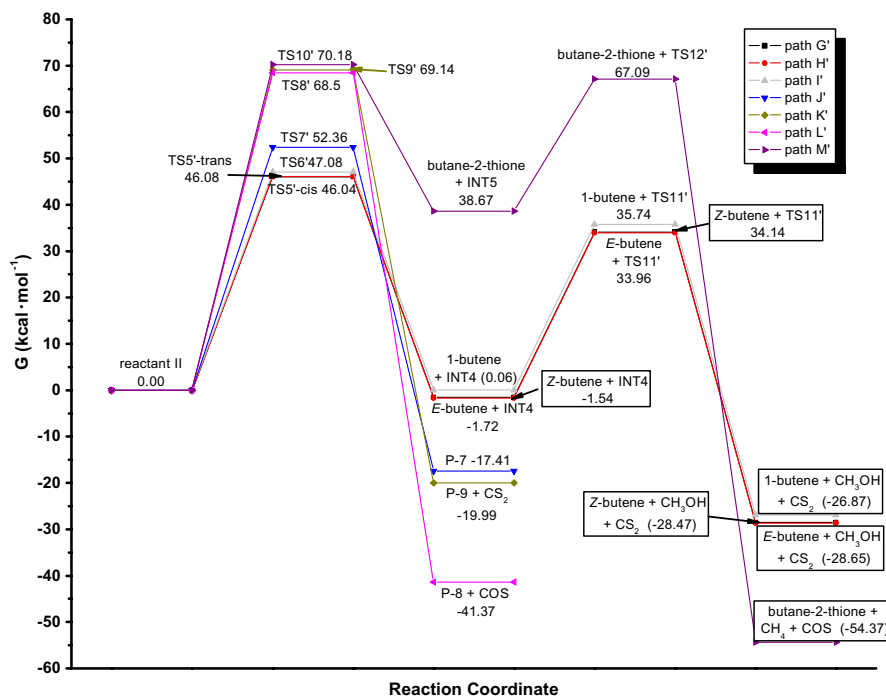 80
70
60
50
40
30
20
10
0
-10
-20
-30
-40
-50
-60
G (kcal·mol⁻¹)
Reaction Coordinate
path G'
path H'
path I'
path J'
path K'
path L'
path M'
TS10' 70.18
TS9' 69.14
TS8' 68.5
TS7' 52.36
TS5'-trans
46.08
TS6'47.08
TS5'-cis 46.04
reactant II
0.00
butane-2-thione
+ INT5
38.67
butane-2-thione + TS12'
67.09
1-butene + TS11'
35.74
Z-butene + TS11'
34.14
E-butene
+ TS11'
33.96
1-butene
+ INT4 (0.06)
Z-butene + INT4
-1.54
E-butene + INT4
-1.72
P-7 -17.41
P-9 + CS₂
-19.99
P-8 + COS
-41.37
1-butene + CH₃OH
+ CS₂ (-26.87)
Z-butene + CH₃OH
+ CS₂ (-28.47)
E-butene + CH₃OH
+ CS₂ (-28.65)
butane-2-thione +
CH₄ + COS (-54.37)